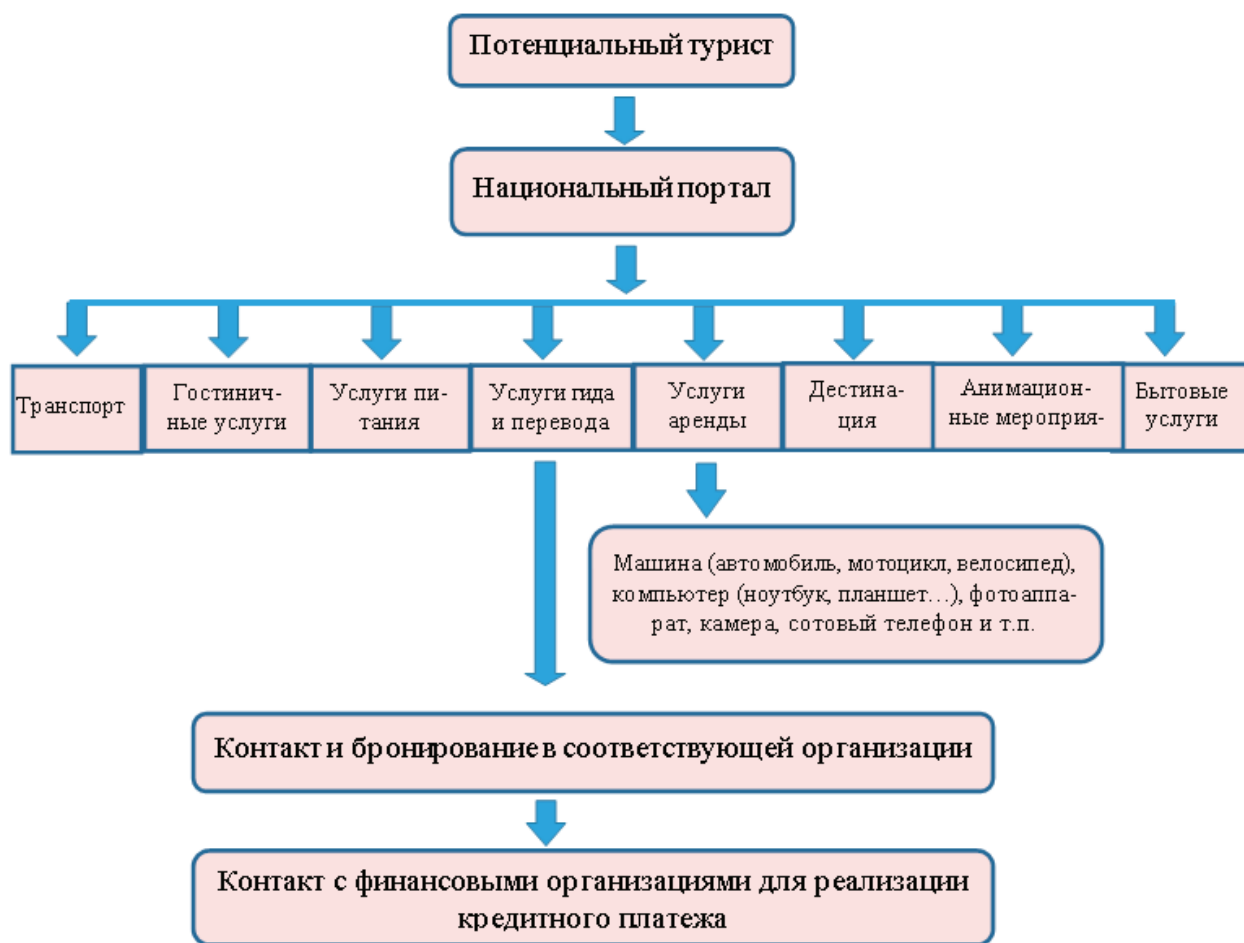 Потенциальный турист
Национальный портал
Транспорт
Гостинич-
ные услуги
Услуги пи-
тания
Услуги гида
и перевода
Услуги
аренды
Дестина-
ция
Анимацион-
ные мероприя-
Бытовые
услуги
Машина (автомобиль, мотоцикл, велосипед),
компьютер (ноутбук, планшет…), фотоаппа-
рат, камера, сотовый телефон и т.п.
Контакт и бронирование в соответствующей организации
Контакт с финансовыми организациями для реализации
кредитного платежа